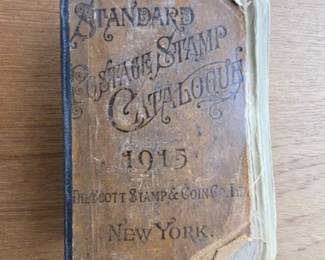 STANDARD
POSTAGE STAMP
CATALOGUE
1915
THE SCOTT STAMP & COIN CO., LTD.
NEW YORK.